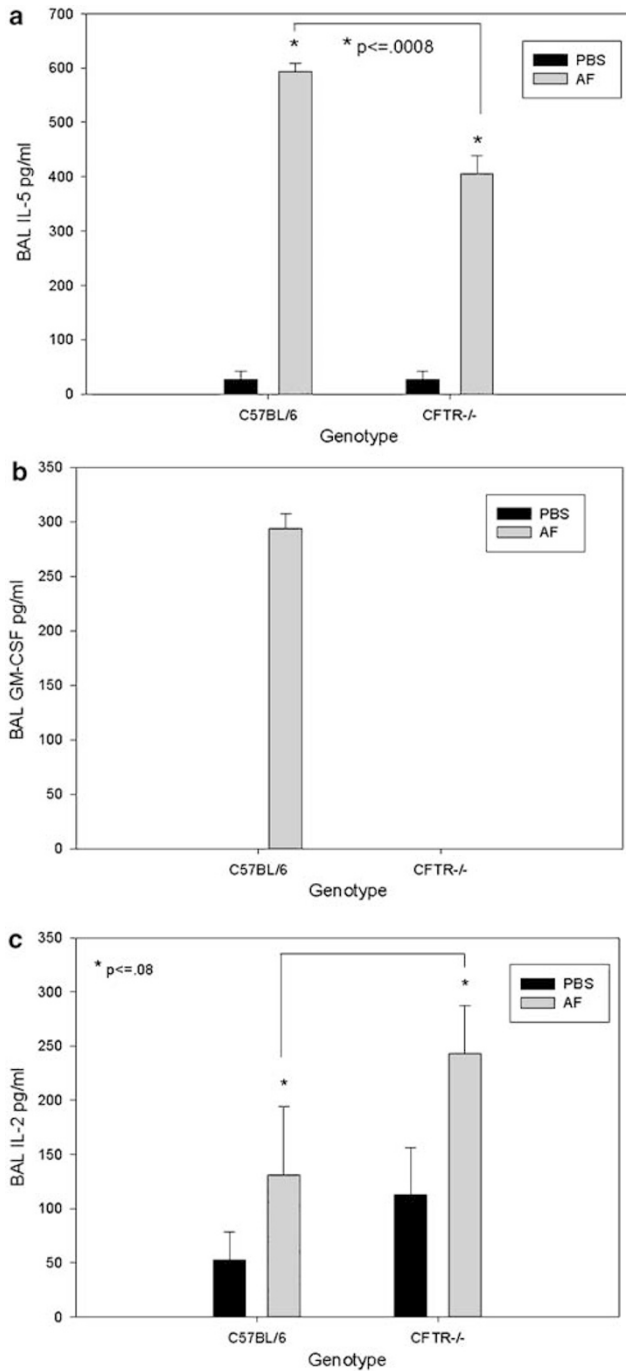 a
700
600
500
400
300
200
100
0
BAL IL-5 pg/ml
*
* p<=.0008
*
PBS
AF
C57BL/6
CFTR-/-
Genotype
b
350
300
250
200
150
100
50
0
BAL GM-CSF pg/ml
PBS
AF
C57BL/6
CFTR-/-
Genotype
c
350
300
250
200
150
100
50
0
BAL IL-2 pg/ml
* p<=.08
*
*
PBS
AF
C57BL/6
CFTR-/-
Genotype